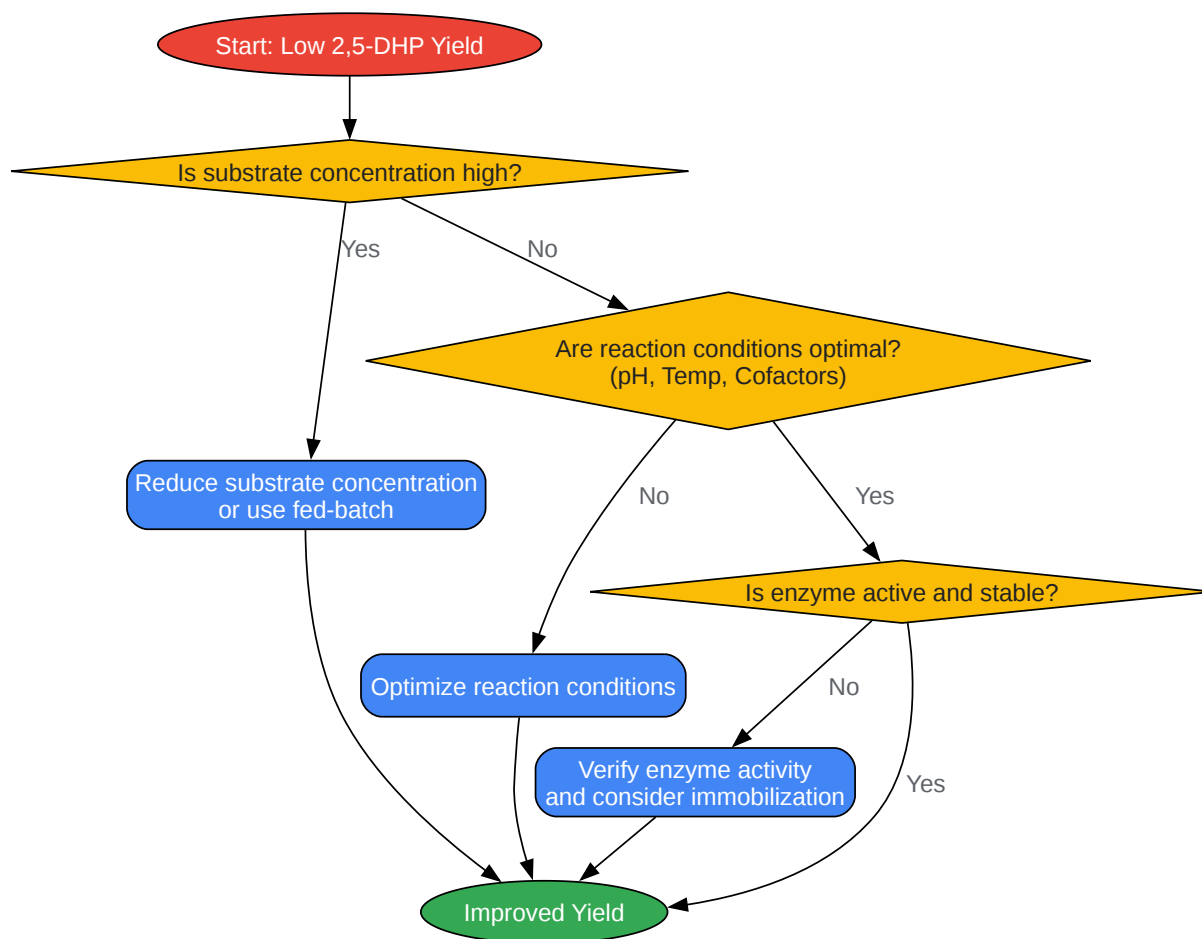 Start: Low 2,5-DHP Yield
Is substrate concentration high?
Yes
No
Are reaction conditions optimal?
(pH, Temp, Cofactors)
Reduce substrate concentration
or use fed-batch
No
Yes
Is enzyme active and stable?
Optimize reaction conditions
No
Verify enzyme activity
and consider immobilization
Yes
Improved Yield